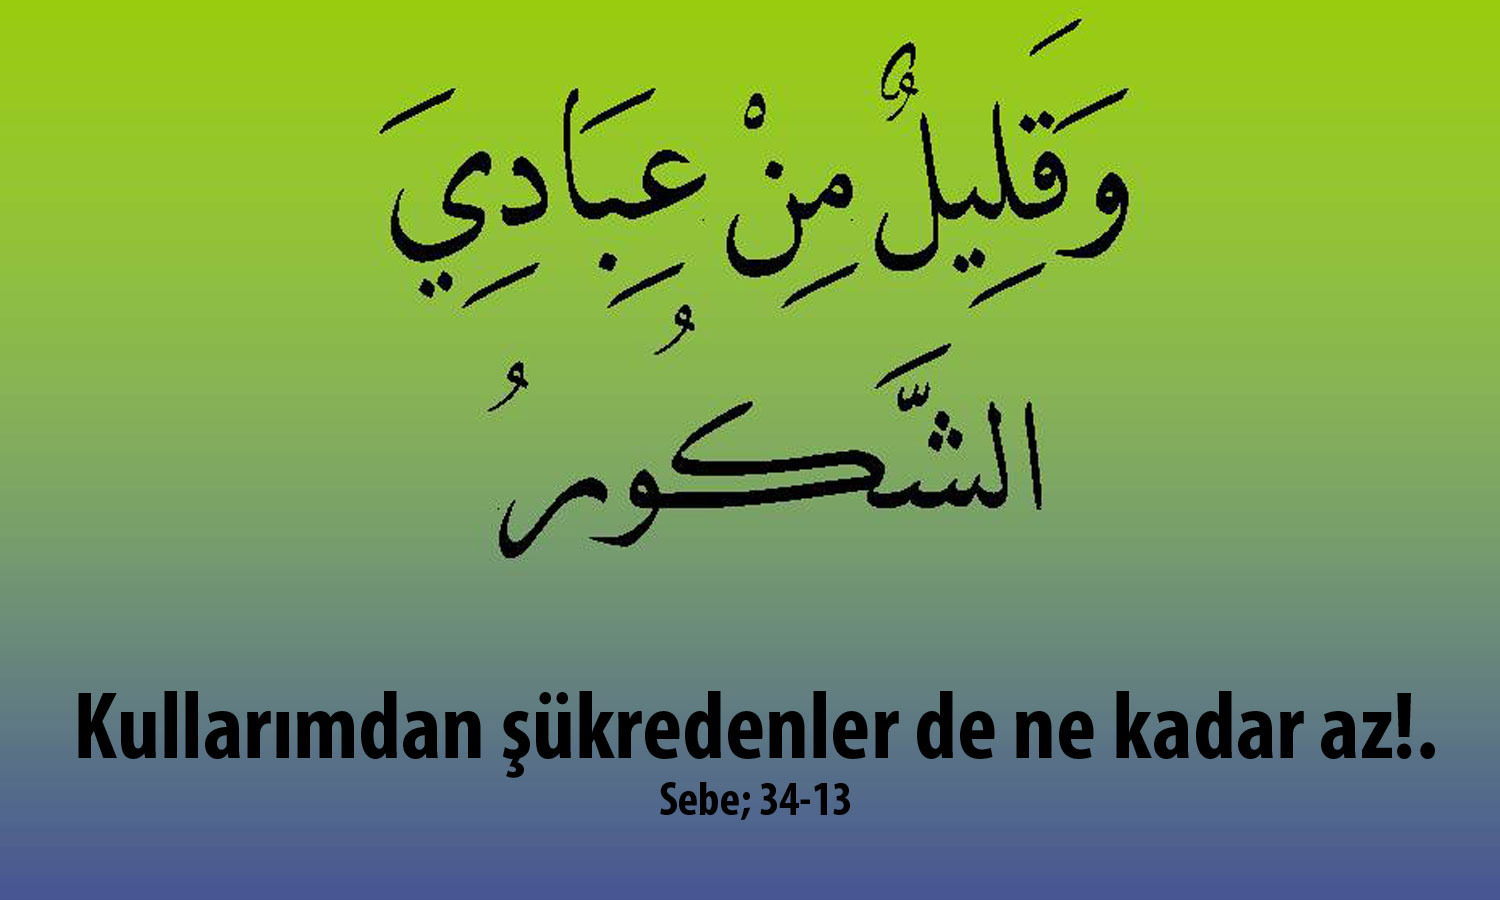 وَقَلِيلٌ مِنْ عِبَادِيَ
الشَّكُورُ
Kullarımdan şükredenler de ne kadar az!.
Sebe; 34-13